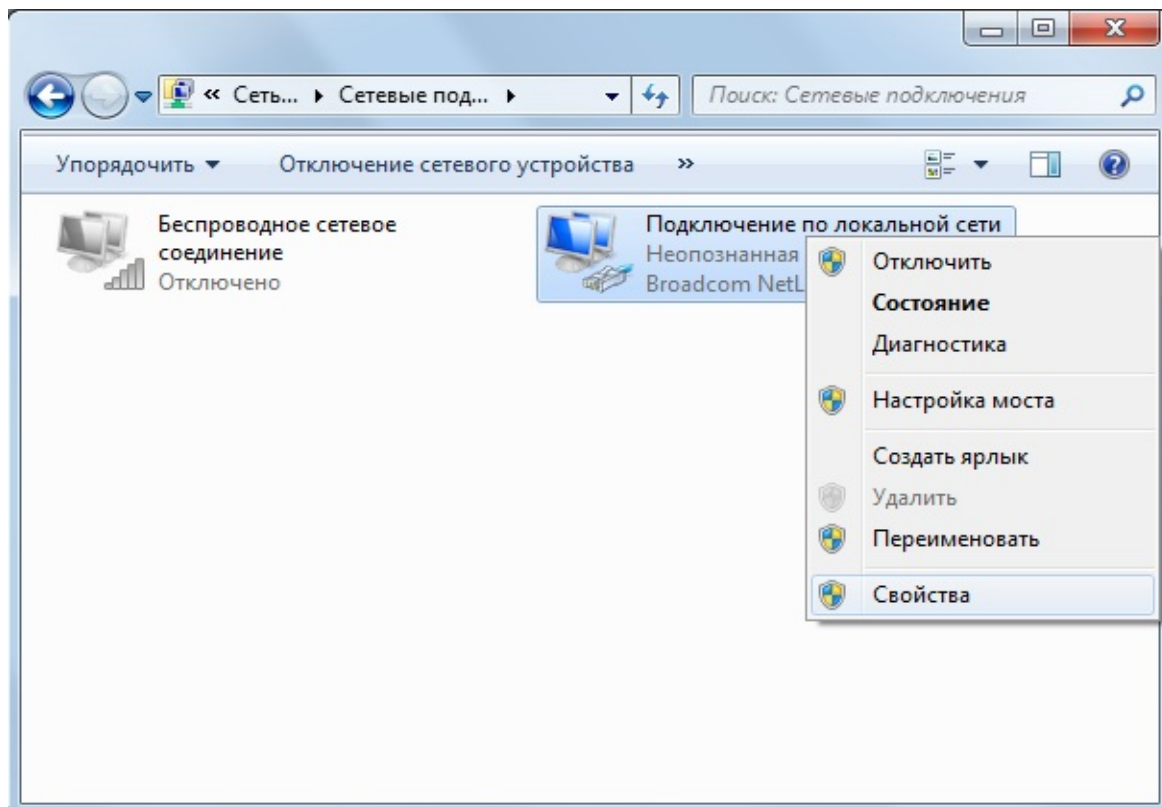 « Сеть... ▸ Сетевые под... ▸
Поиск: Сетевые подключения
Упорядочить ▼ Отключение сетевого устройства »
Беспроводное сетевое
соединение
Отключено
Подключение по локальной сети
Неопознанная
Broadcom NetL
Отключить
Состояние
Диагностика
Настройка моста
Создать ярлык
Удалить
Переименовать
Свойства